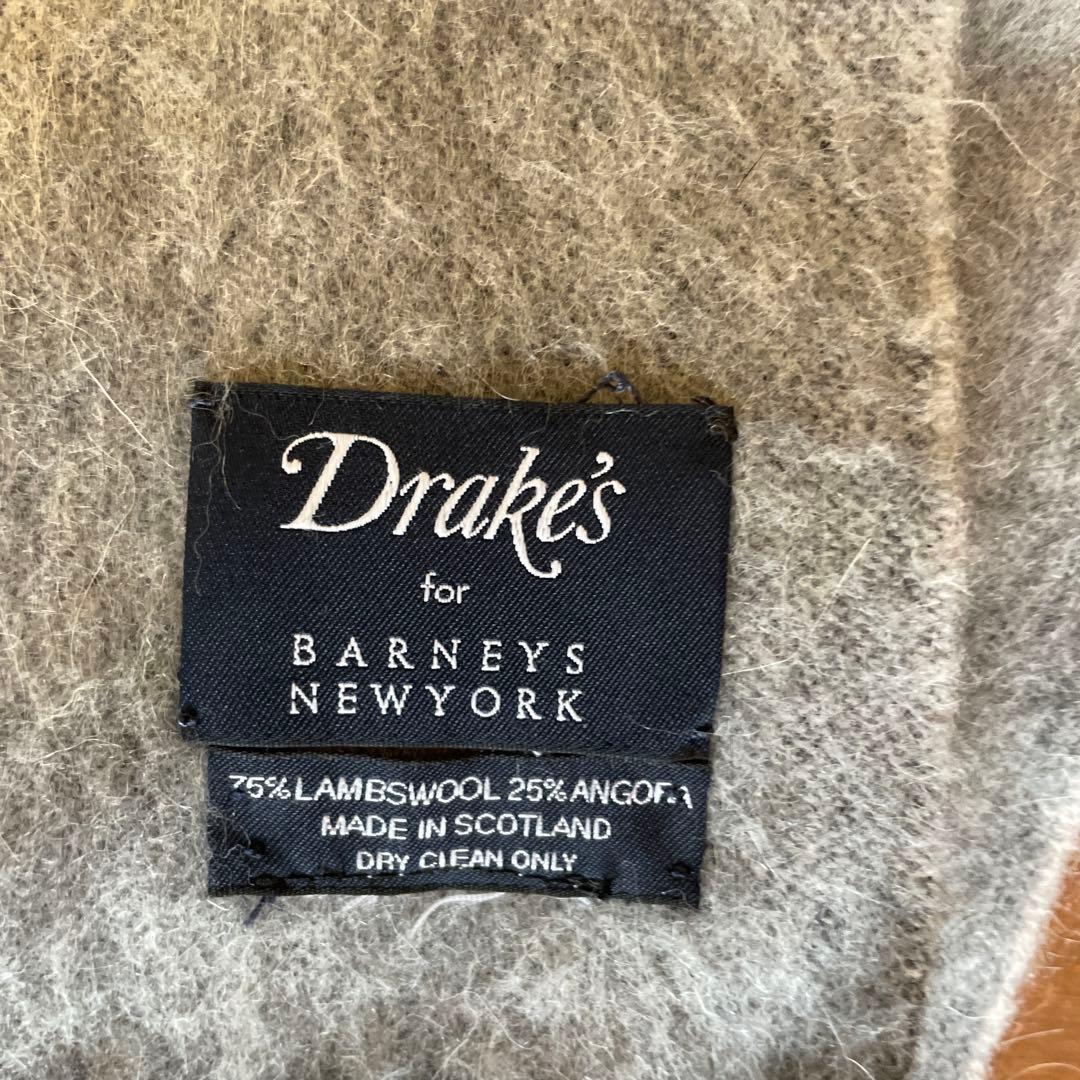 Drake's
for
BARNEYS
NEWYORK
75% LAMBSWOOL 25% ANGORA
MADE IN SCOTLAND
DRY CLEAN ONLY